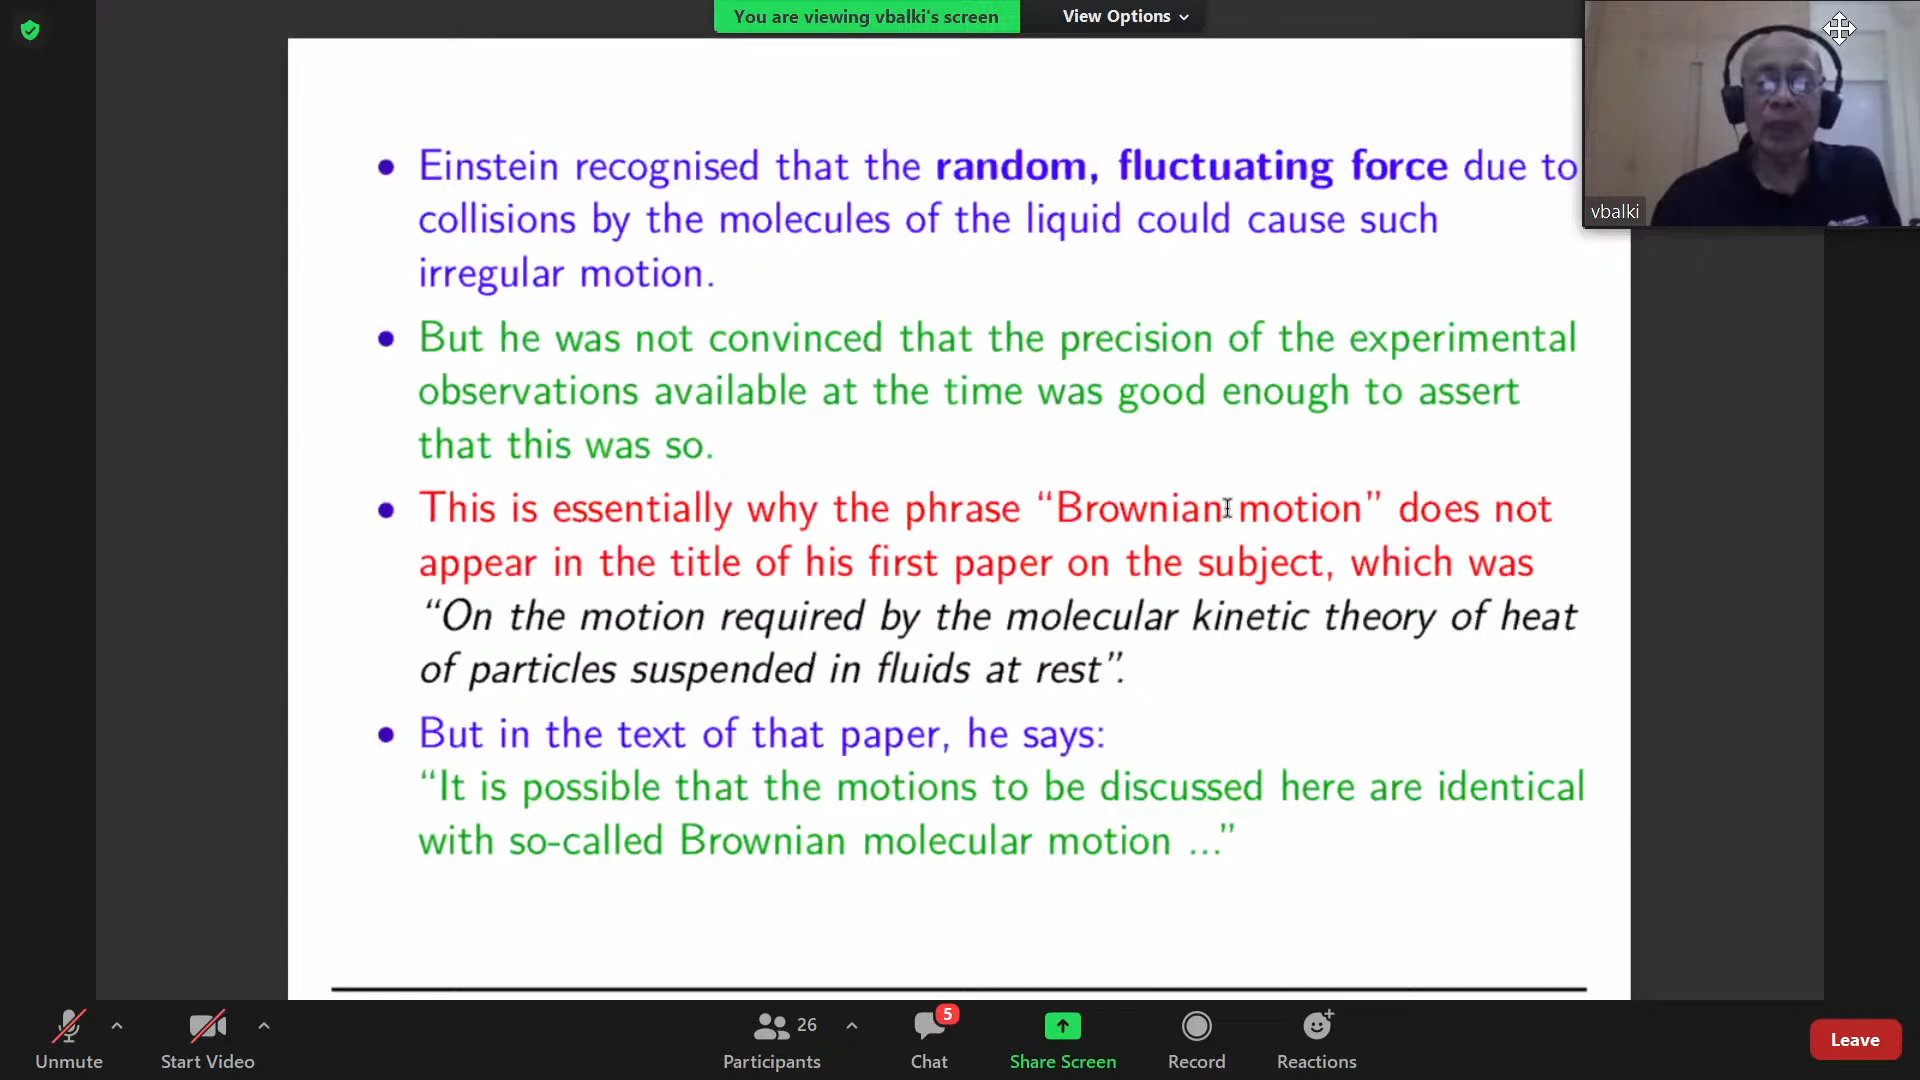 You are viewing vbalki's screen
View Options
vbalki
• Einstein recognised that the random, fluctuating force due to
collisions by the molecules of the liquid could cause such
irregular motion.
• But he was not convinced that the precision of the experimental
observations available at the time was good enough to assert
that this was so.
• This is essentially why the phrase “Brownian motion” does not
appear in the title of his first paper on the subject, which was
“On the motion required by the molecular kinetic theory of heat
of particles suspended in fluids at rest”.
• But in the text of that paper, he says:
“It is possible that the motions to be discussed here are identical
with so-called Brownian molecular motion ...”
Unmute
Start Video
26
Participants
5
Chat
Share Screen
Record
Reactions
Leave